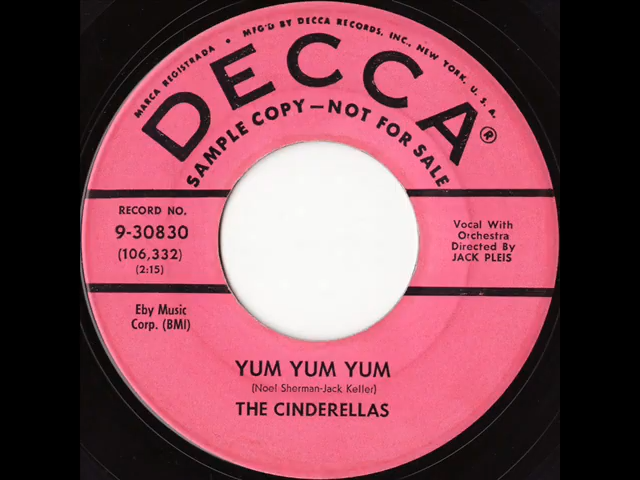 MARCA REGISTRADA • MFG'D BY DECCA RECORDS, INC., NEW YORK, U. S. A.
DECCA®
SAMPLE COPY—NOT FOR SALE
RECORD NO.
9-30830
(106,332)
(2:15)
Vocal With
Orchestra
Directed By
JACK PLEIS
Eby Music
Corp. (BMI)
YUM YUM YUM
(Noel Sherman-Jack Keller)
THE CINDERELLAS